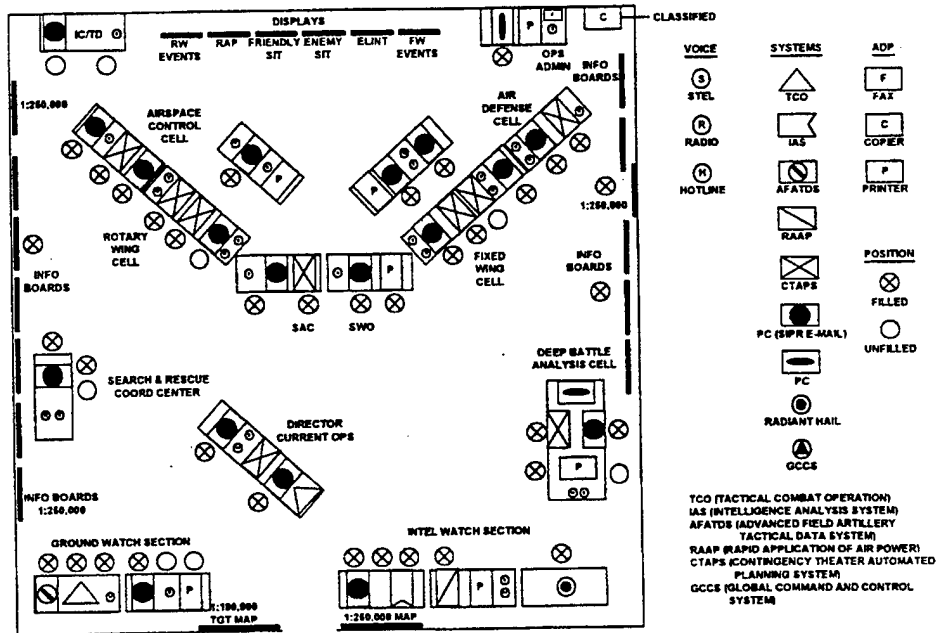 DISPLAYS
C
CLASSIFIED
IC/TD
RW EVENTS
RAP
FRIENDLY SIT
ENEMY SIT
ELINT
FW EVENTS
P
OPS ADMIN
INFO BOARDS
1:250,000
AIRSPACE CONTROL CELL
AIR DEFENSE CELL
P
P
1:250,000
ROTARY WING CELL
FIXED WING CELL
INFO BOARDS
INFO BOARDS
P
SAC
SWO
DEEP BATTLE ANALYSIS CELL
SEARCH & RESCUE COORD CENTER
DIRECTOR CURRENT OPS
P
INFO BOARDS
1:250,000
GROUND WATCH SECTION
INTEL WATCH SECTION
P
P
1:100,000
TGT MAP
1:250,000 MAP
VOICE
SYSTEMS
ADP
S
STEL
TCO
F
FAX
R
RADIO
IAS
C
COPIER
H
HOTLINE
AFATDS
P
PRINTER
RAAP
POSITION
CTAPS
FILLED
PC (SIPR E-MAIL)
UNFILLED
PC
RADIANT HAIL
GCCS
TCO (TACTICAL COMBAT OPERATION)
IAS (INTELLIGENCE ANALYSIS SYSTEM)
AFATDS (ADVANCED FIELD ARTILLERY
TACTICAL DATA SYSTEM)
RAAP (RAPID APPLICATION OF AIR POWER)
CTAPS (CONTINGENCY THEATER AUTOMATED
PLANNING SYSTEM)
GCCS (GLOBAL COMMAND AND CONTROL
SYSTEM)